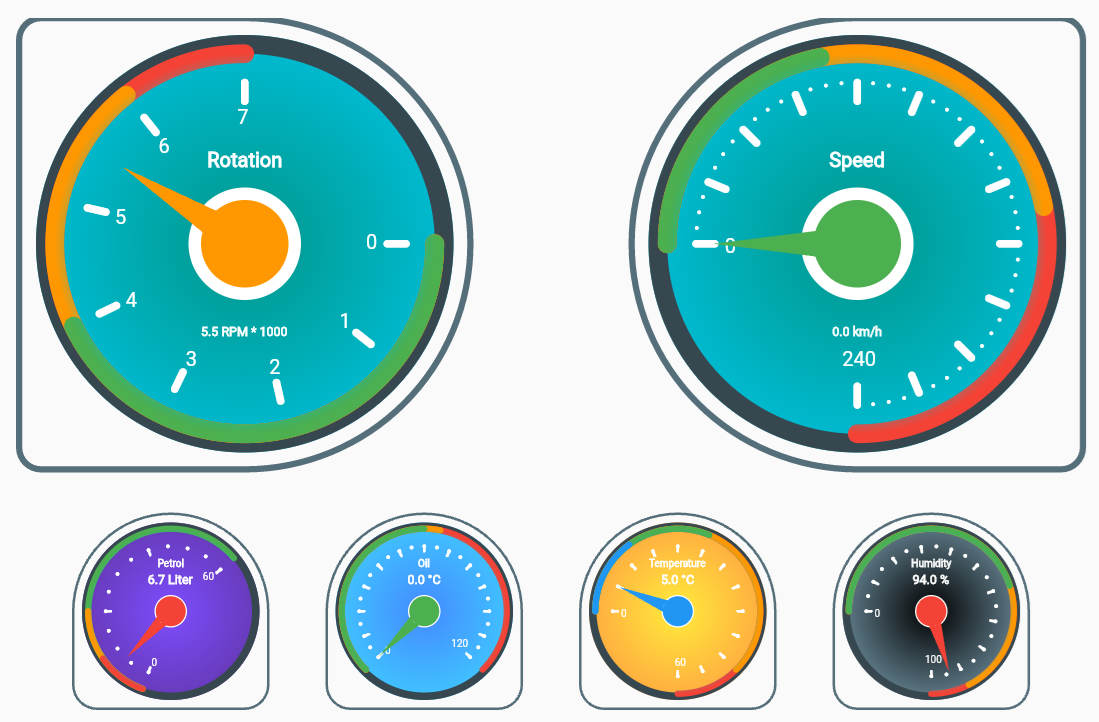 Rotation
7
6
5
4
3
2
1
0
5.5 RPM * 1000
Speed
0
0.0 km/h
240
Petrol
6.7 Liter
60
0
Oil
0.0 °C
0
120
Temperature
5.0 °C
0
60
Humidity
94.0 %
0
100